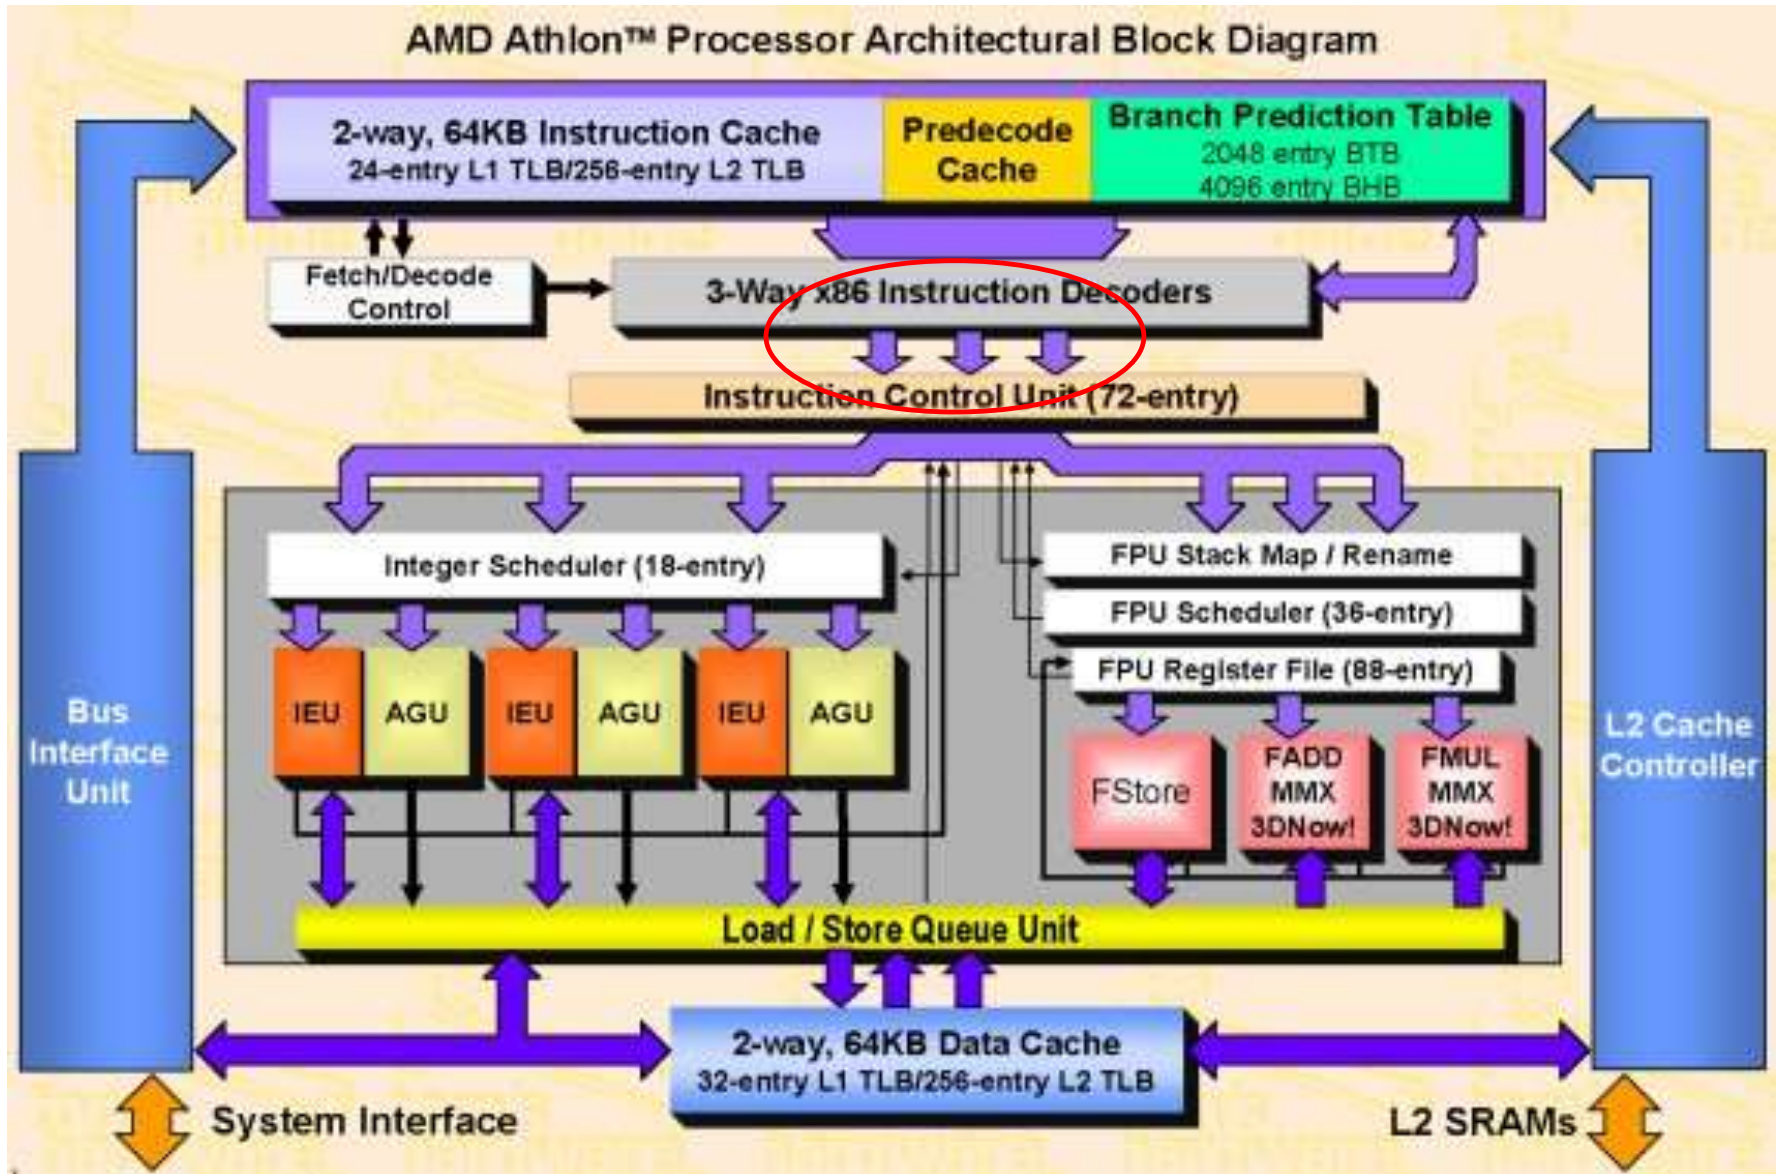 AMD Athlon™ Processor Architectural Block Diagram
2-way, 64KB Instruction Cache
24-entry L1 TLB/256-entry L2 TLB
Predecode
Cache
Branch Prediction Table
2048 entry BTB
4096 entry BHB
Fetch/Decode
Control
3-Way x86 Instruction Decoders
Instruction Control Unit (72-entry)
Integer Scheduler (18-entry)
FPU Stack Map / Rename
FPU Scheduler (36-entry)
FPU Register File (88-entry)
Bus
Interface
Unit
IEU
AGU
IEU
AGU
IEU
AGU
FStore
FADD
MMX
3DNow!
FMUL
MMX
3DNow!
L2 Cache
Controller
Load / Store Queue Unit
2-way, 64KB Data Cache
32-entry L1 TLB/256-entry L2 TLB
System Interface
L2 SRAMs